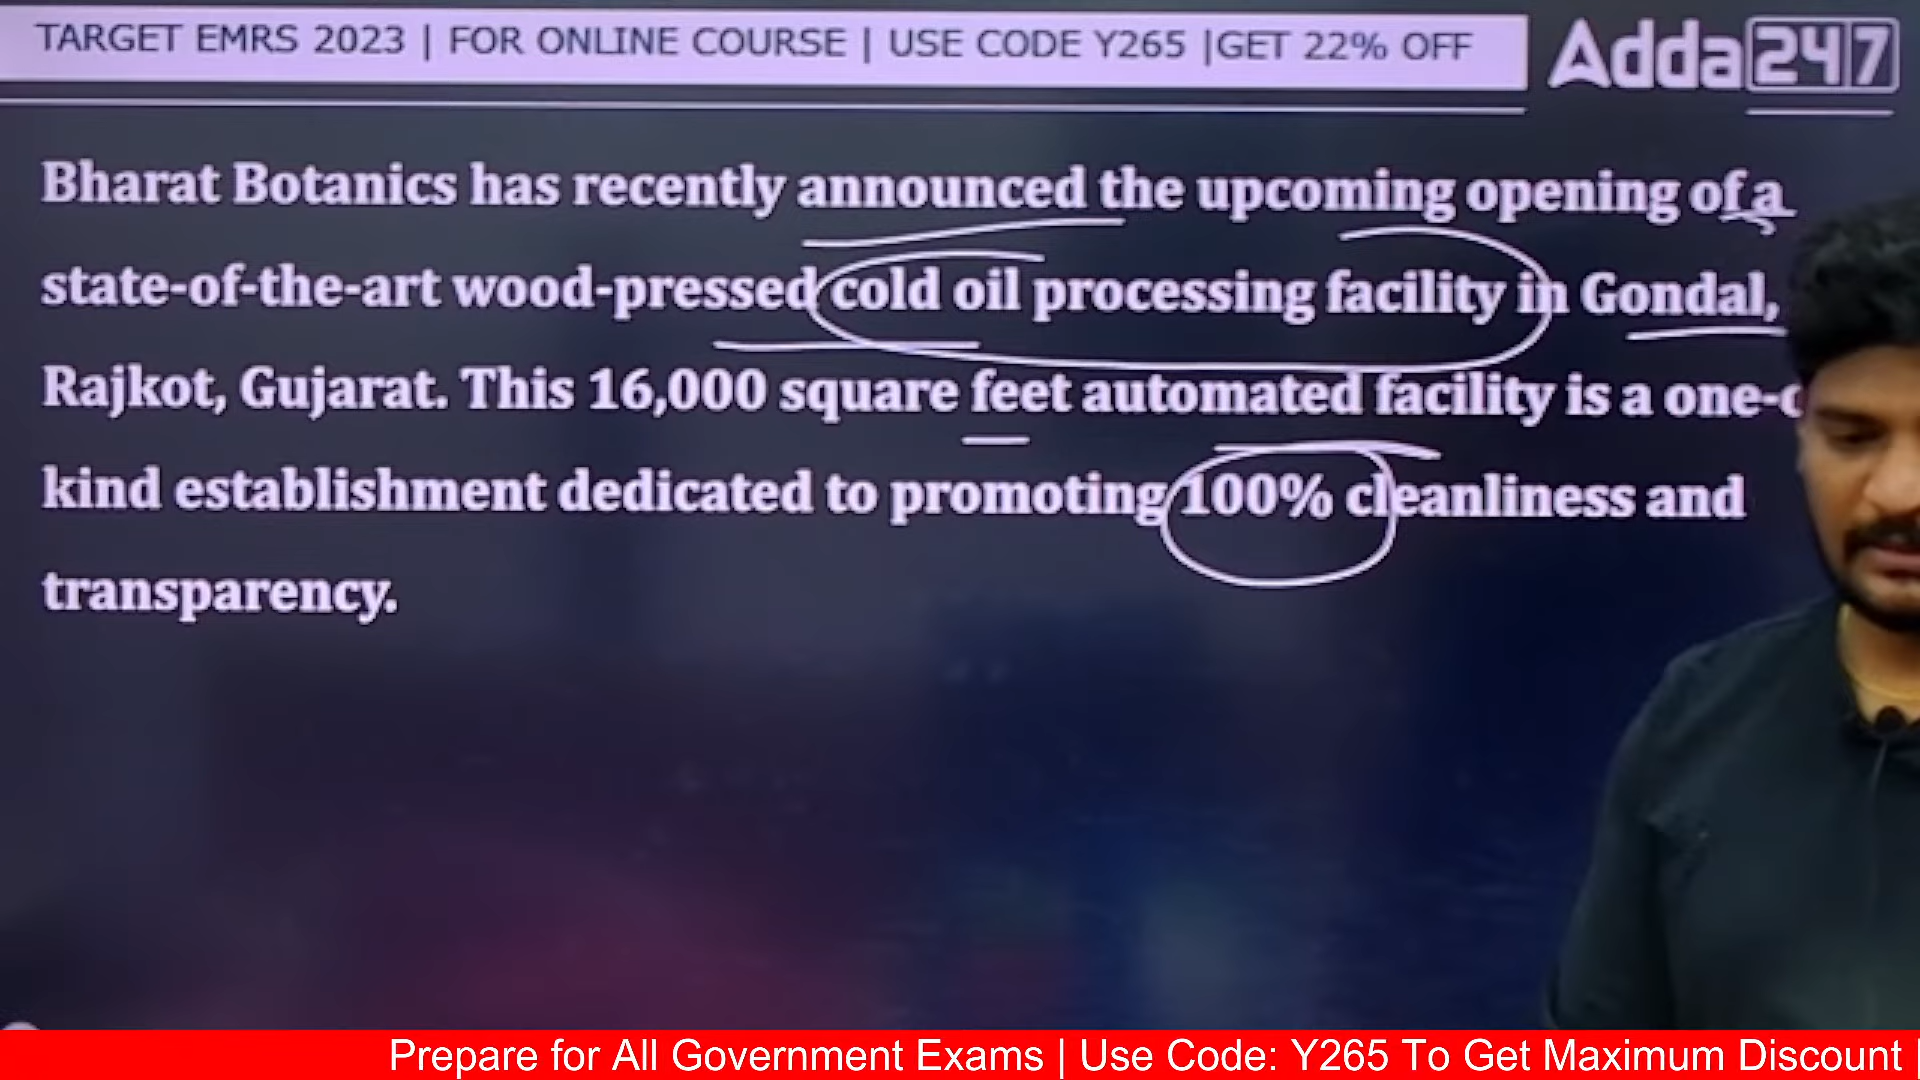 TARGET EMRS 2023 | FOR ONLINE COURSE | USE CODE Y265 |GET 22% OFF
Adda247
Bharat Botanics has recently announced the upcoming opening of a
state-of-the-art wood-pressed cold oil processing facility in Gondal,
Rajkot, Gujarat. This 16,000 square feet automated facility is a one-
kind establishment dedicated to promoting 100% cleanliness and
transparency.
Prepare for All Government Exams | Use Code: Y265 To Get Maximum Discount |